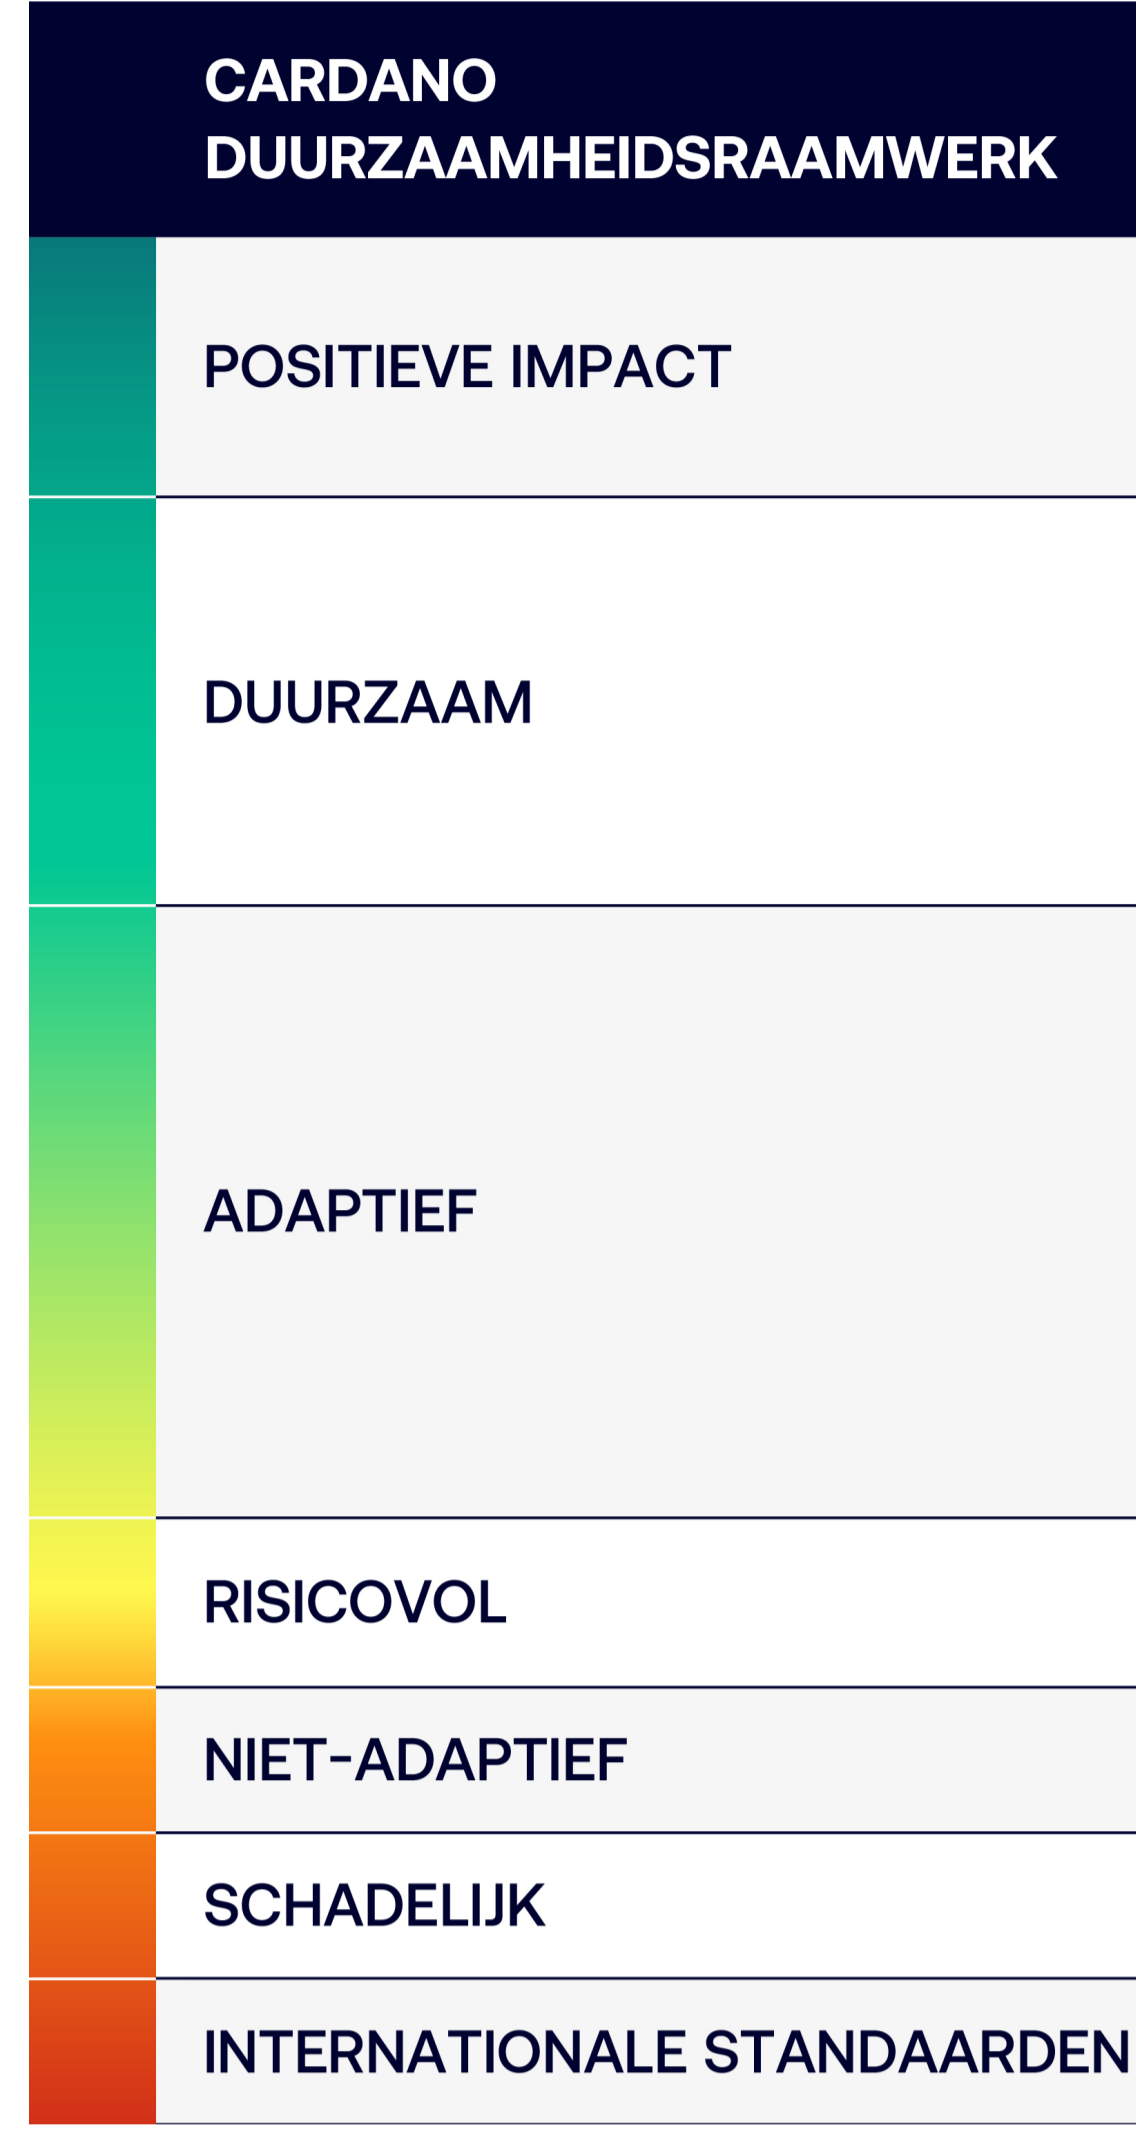 CARDANO
DUURZAAMHEIDSRAAMWERK
POSITIEVE IMPACT
DUURZAAM
ADAPTIEF
RISICOVOL
NIET-ADAPTIEF
SCHADELIJK
INTERNATIONALE STANDAARDEN